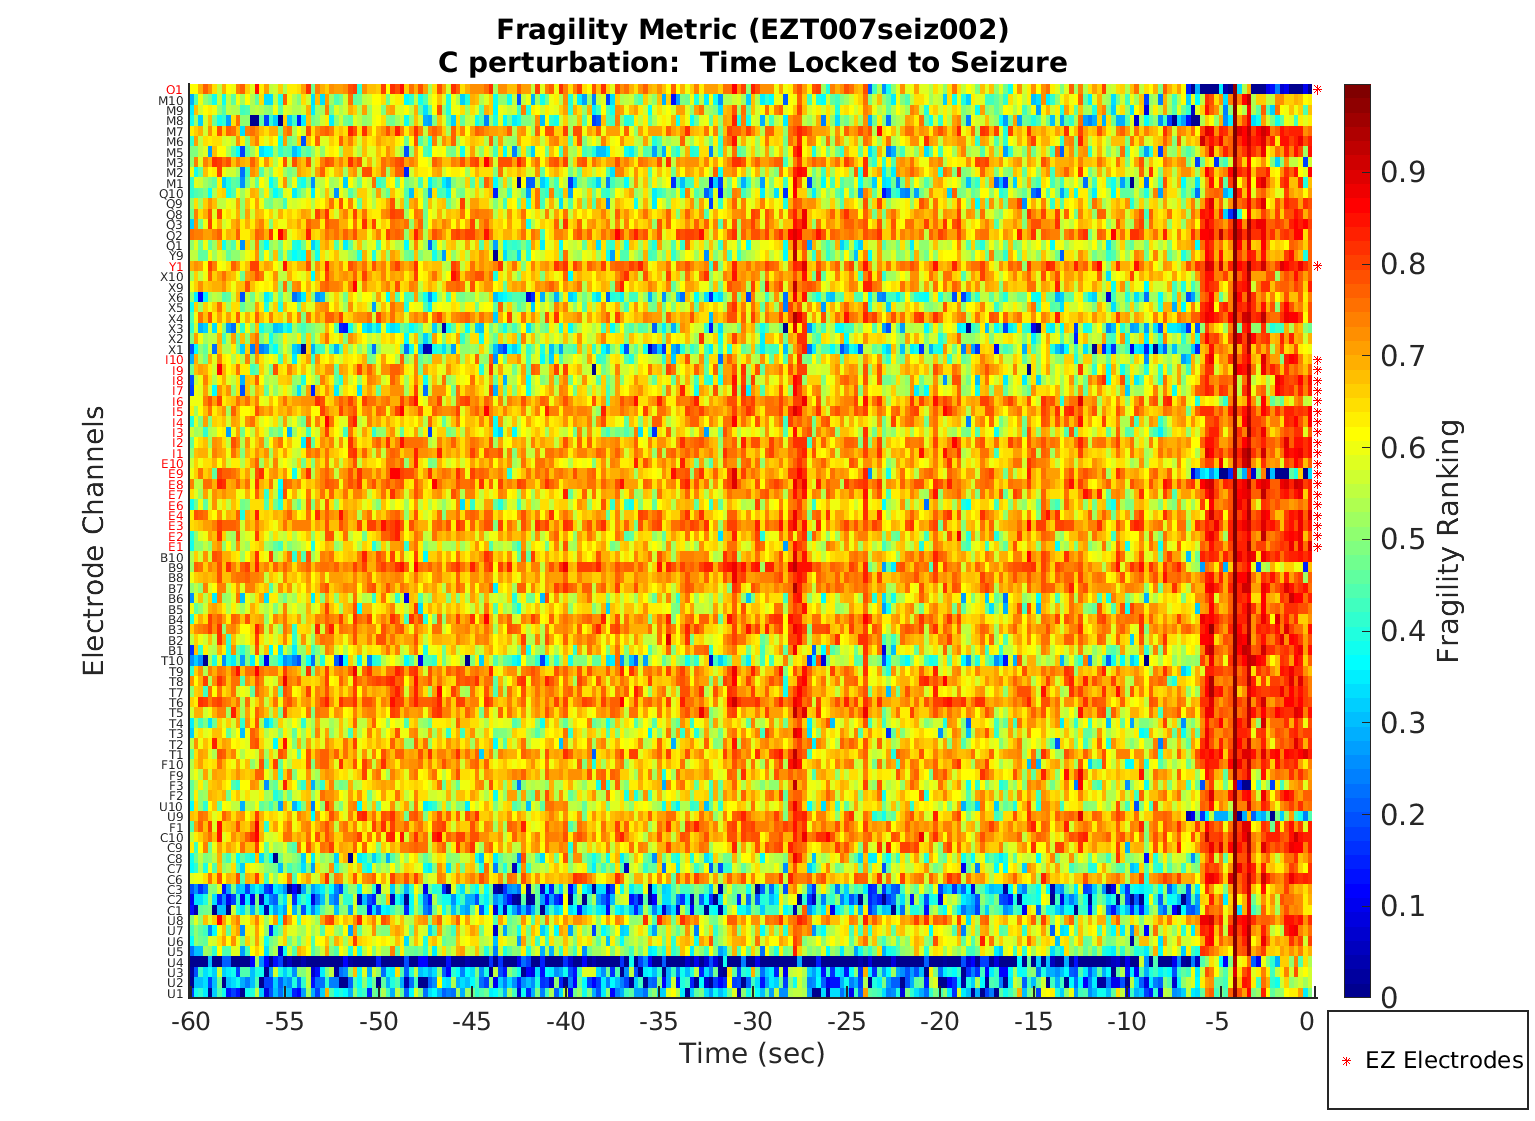 Fragility Metric (EZT007seiz002)
C perturbation:  Time Locked to Seizure
Electrode Channels
O1
M10
M9
M8
M7
M6
M5
M3
M2
M1
Q10
Q9
Q8
Q3
Q2
Q1
Y9
Y1
X10
X9
X6
X5
X4
X3
X2
X1
I10
I9
I8
I7
I6
I5
I4
I3
I2
I1
E10
E9
E8
E7
E6
E4
E3
E2
E1
B10
B9
B8
B7
B6
B5
B4
B3
B2
B1
T10
T9
T8
T7
T6
T5
T4
T3
T2
T1
F10
F9
F3
F2
U10
U9
F1
C10
C9
C8
C7
C6
C3
C2
C1
U8
U7
U6
U5
U4
U3
U2
U1
-60 -55 -50 -45 -40 -35 -30 -25 -20 -15 -10 -5 0
Time (sec)
0.9
0.8
0.7
0.6
0.5
0.4
0.3
0.2
0.1
0
Fragility Ranking
EZ Electrodes